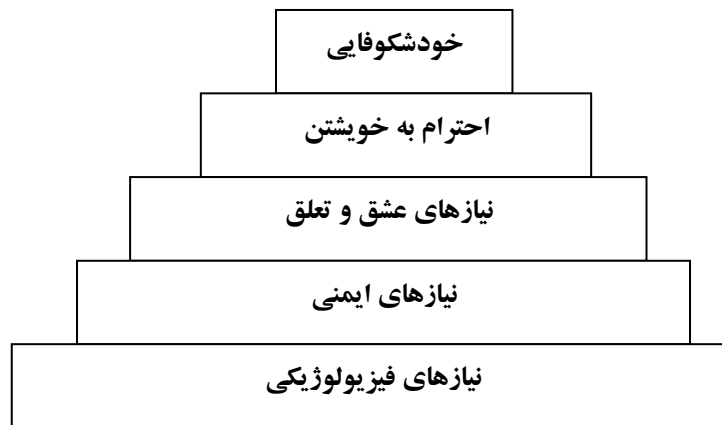 خودشکوفایی
احترام به خویشتن
نیازهای عشق و تعلق
نیازهای ایمنی
نیازهای فیزیولوژیکی